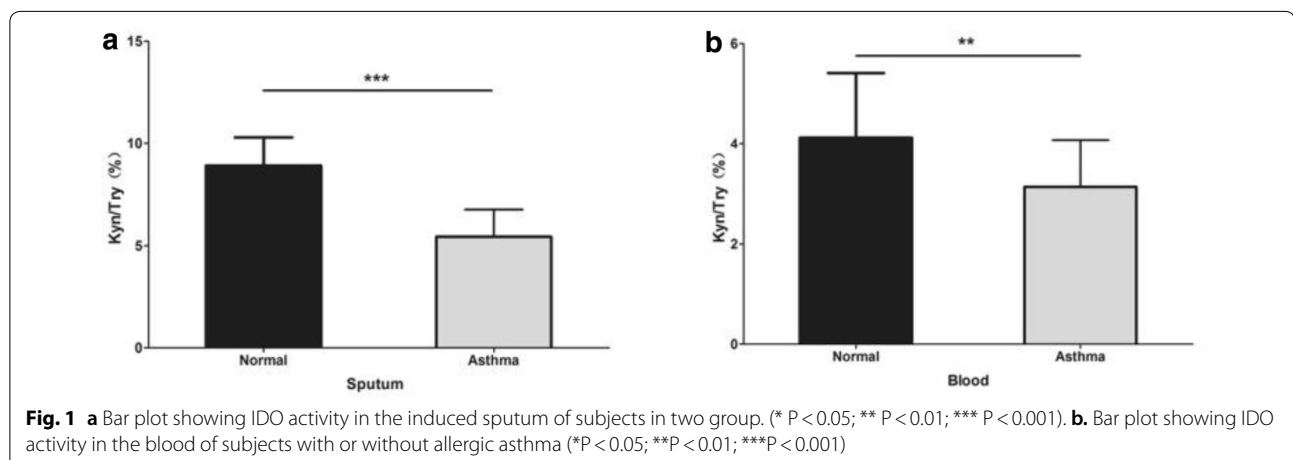 a
15
10
5
0
Kyn/Try (%)
***
Normal
Asthma
Sputum
b
6
4
2
0
Kyn/Try (%)
**
Normal
Asthma
Blood
Fig. 1 a Bar plot showing IDO activity in the induced sputum of subjects in two group. (* P < 0.05; ** P < 0.01; *** P < 0.001). b. Bar plot showing IDO
activity in the blood of subjects with or without allergic asthma (*P < 0.05; **P < 0.01; ***P < 0.001)